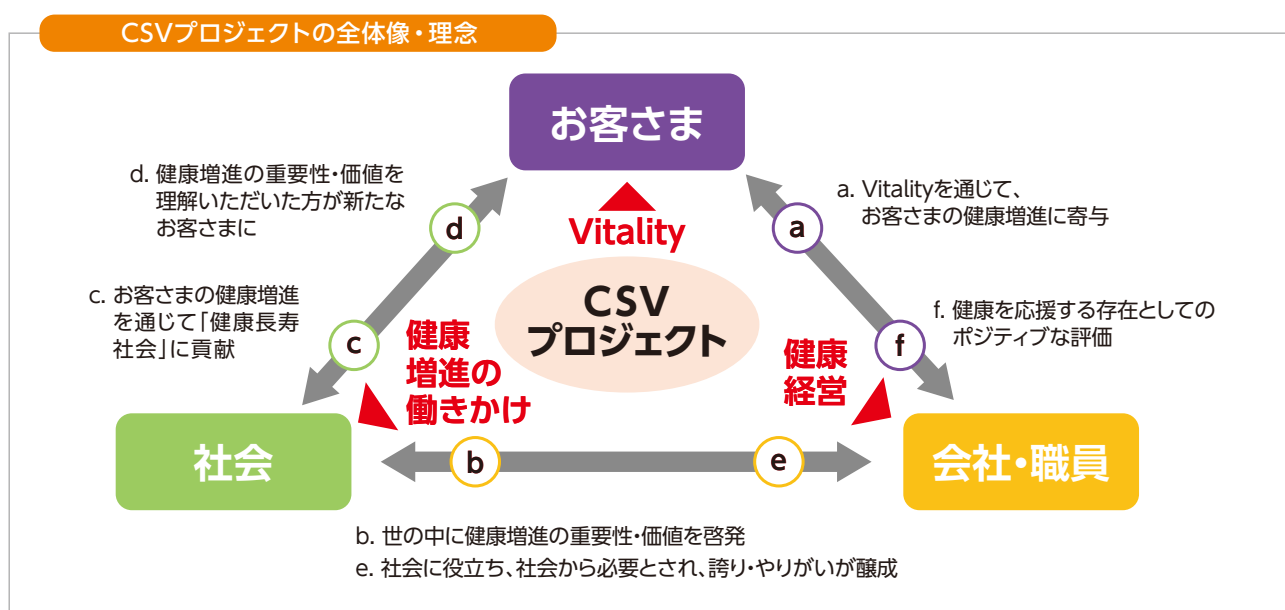 CSVプロジェクトの全体像・理念
お客さま
d. 健康増進の重要性・価値を
理解いただいた方が新たな
お客さまに
a. Vitalityを通じて、
お客さまの健康増進に寄与
d
a
Vitality
CSV
プロジェクト
c. お客さまの健康増進
を通じて「健康長寿
社会」に貢献
f. 健康を応援する存在としての
ポジティブな評価
c
f
健康
増進の
働きかけ
健康
経営
社会
b
e
会社・職員
b. 世の中に健康増進の重要性・価値を啓発
e. 社会に役立ち、社会から必要とされ、誇り・やりがいが醸成